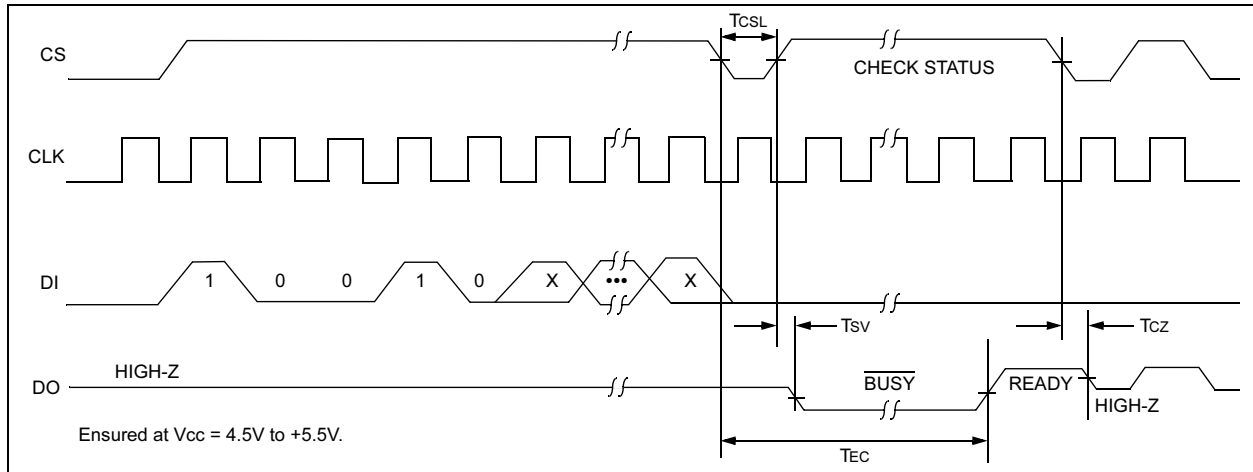 TCSL
CS
CHECK STATUS
CLK
DI
1 0 0 1 0 X ••• X
TSV
TCZ
HIGH-Z
DO
BUSY
READY
HIGH-Z
Ensured at Vcc = 4.5V to +5.5V.
TEC